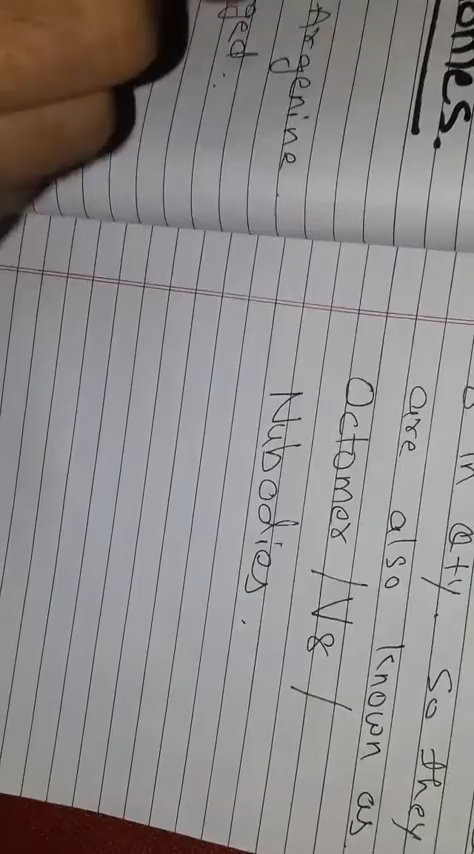 omes.
Argenine.
ged.
in qty. So they
are also known as
Octomer / V8 /
Nubodies.